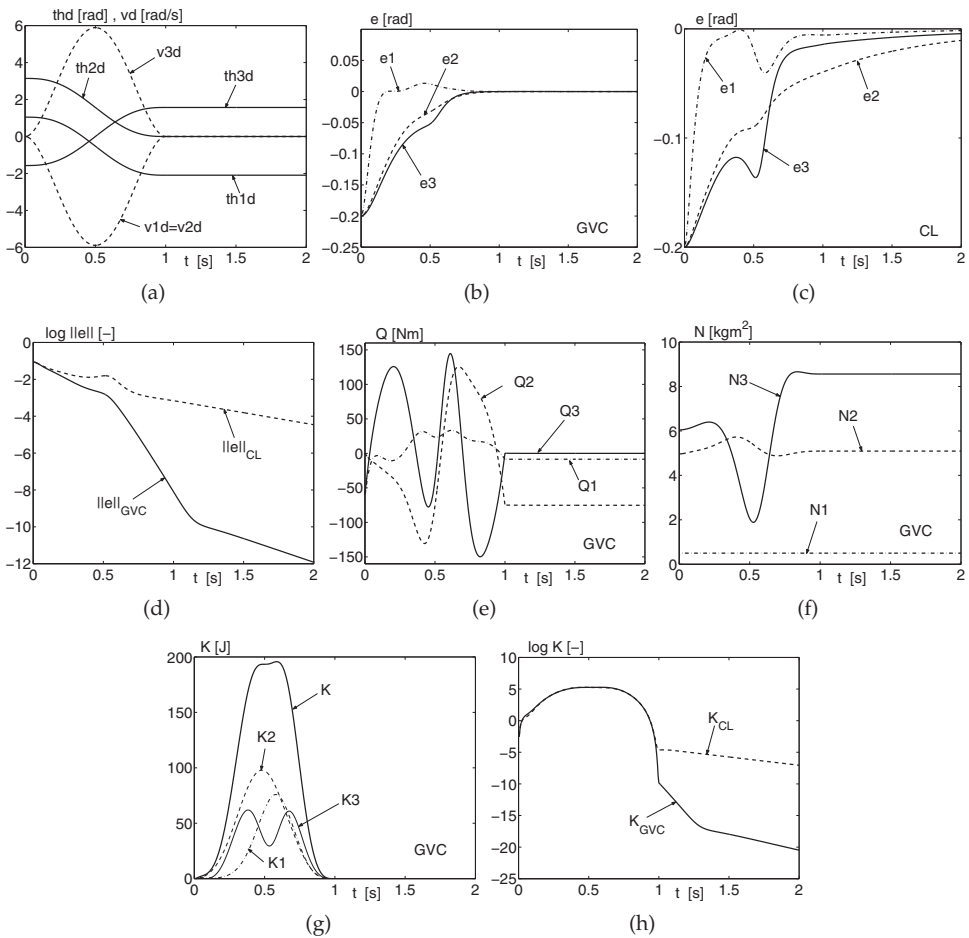 thd [rad] , vd [rad/s]
6
4
2
0
−2
−4
−6
v3d
th2d
th3d
th1d
v1d=v2d
0 0.5 1 1.5 2
t [s]
(a)
e [rad]
0.05
0
−0.05
−0.1
−0.15
−0.2
−0.25
e1
e2
e3
GVC
0 0.5 1 1.5 2
t [s]
(b)
e [rad]
0
−0.1
−0.2
e1
e2
e3
CL
0 0.5 1 1.5 2
t [s]
(c)
log ||e|| [−]
0
−2
−4
−6
−8
−10
−12
||e||CL
||e||GVC
0 0.5 1 1.5 2
t [s]
(d)
Q [Nm]
150
100
50
0
−50
−100
−150
Q2
Q3
Q1
GVC
0 0.5 1 1.5 2
t [s]
(e)
N [kgm²]
10
8
6
4
2
0
N3
N2
N1
GVC
0 0.5 1 1.5 2
t [s]
(f)
K [J]
200
150
100
50
0
K
K2
K3
K1
GVC
0 0.5 1 1.5 2
t [s]
(g)
log K [−]
10
5
0
−5
−10
−15
−20
−25
KCL
KGVC
0 0.5 1 1.5 2
t [s]
(h)